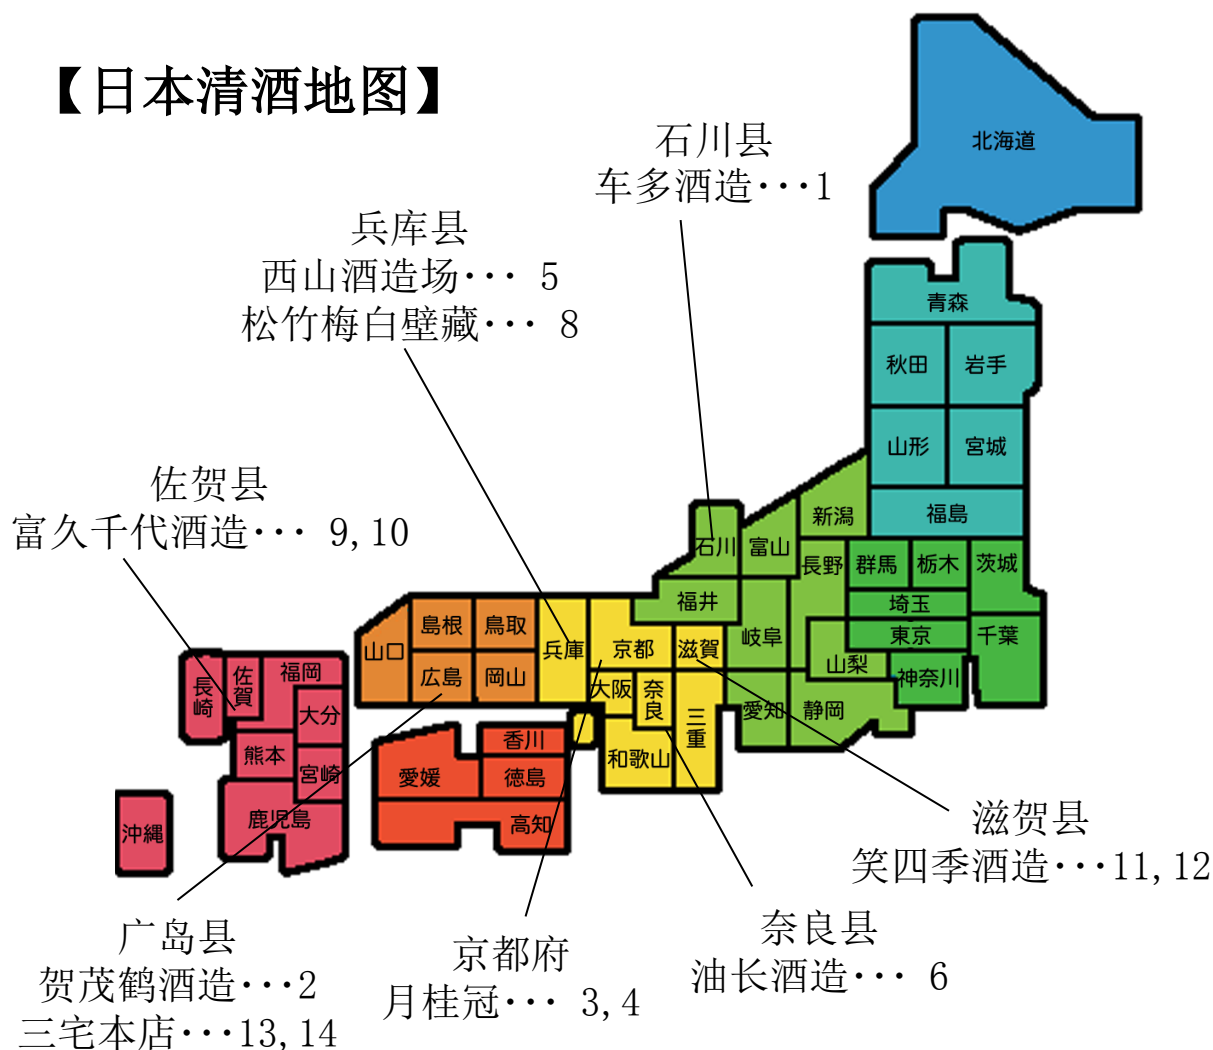 【日本清酒地图】
石川县
车多酒造···1
兵库县
西山酒造场··· 5
松竹梅白壁藏··· 8
佐贺县
富久千代酒造··· 9,10
北海道
青森
秋田
岩手
山形
宮城
福島
新潟
石川
富山
長野
群馬
栃木
茨城
福井
埼玉
岐阜
東京
千葉
山梨
神奈川
島根
鳥取
兵庫
京都
滋賀
山口
広島
岡山
大阪
奈良
三重
愛知
静岡
和歌山
香川
愛媛
徳島
高知
長崎
佐賀
福岡
大分
熊本
宮崎
鹿児島
沖縄
滋贺县
笑四季酒造···11,12
奈良县
油长酒造··· 6
京都府
月桂冠··· 3,4
广岛县
贺茂鹤酒造···2
三宅本店···13,14